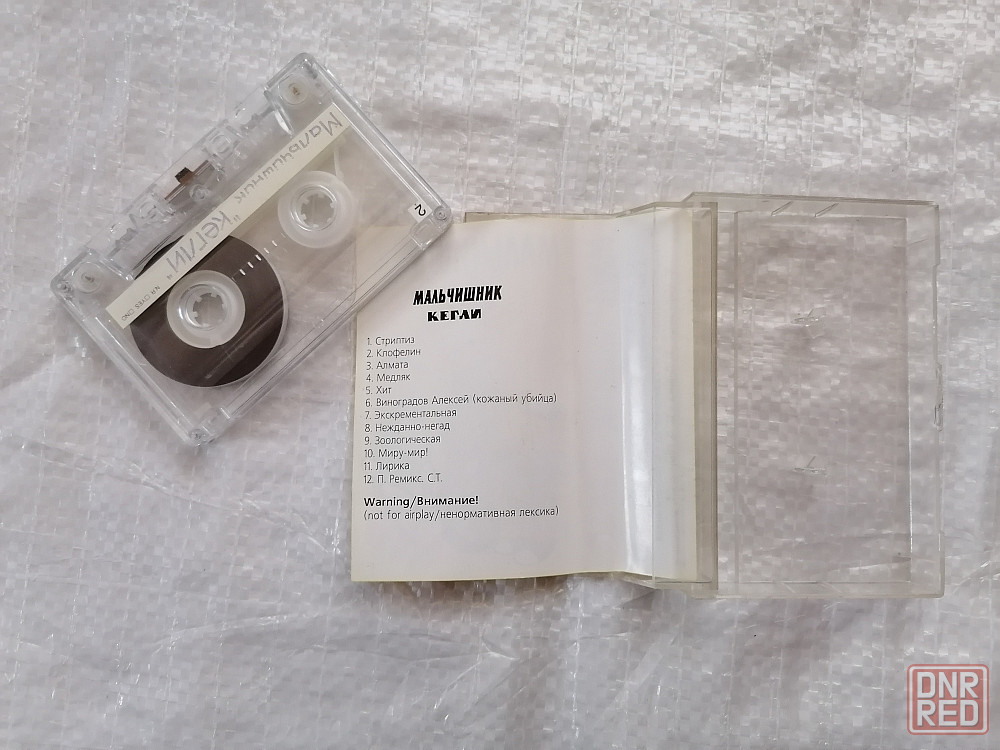 Мальчишник "КЕГЛИ"
N.R. ⬜YES ⬜NO
2
МАЛЬЧИШНИК
КЕГЛИ
1. Стриптиз
2. Клофелин
3. Алмата
4. Медляк
5. Хит
6. Виноградов Алексей (кожаный убийца)
7. Экскрементальная
8. Нежданно-негад
9. Зоологическая
10. Миру-мир!
11. Лирика
12. П. Ремикс. С.Т.
Warning/Внимание!
(not for airplay/ненормативная лексика)
DNR
RED